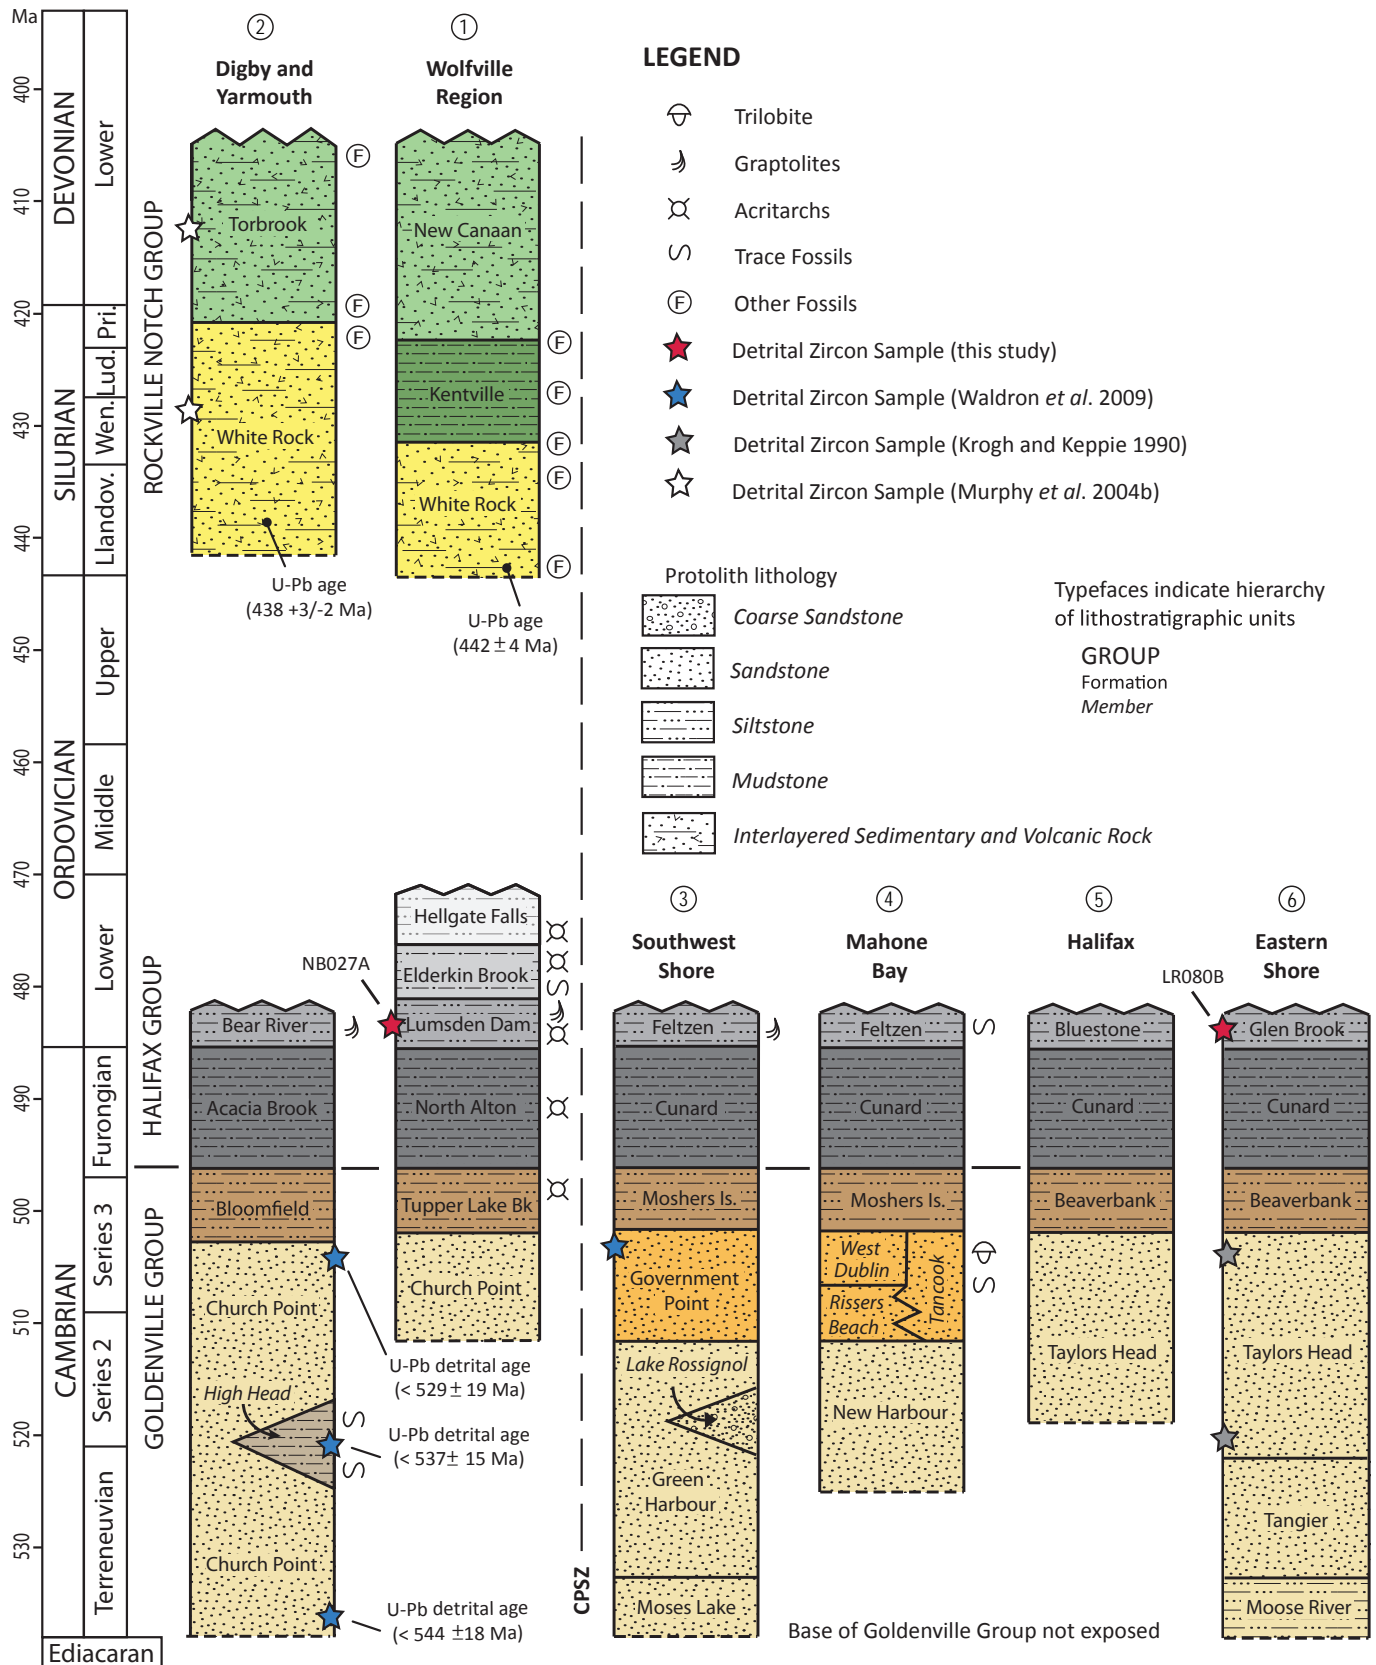 Ma
400
410
420
430
440
450
460
470
480
490
500
510
520
530
DEVONIAN
Lower
SILURIAN
Pri.
Lud.
Wen.
Llandov.
ORDOVICIAN
Upper
Middle
Lower
CAMBRIAN
Furongian
Series 3
Series 2
Terreneuvian
Ediacaran
ROCKVILLE NOTCH GROUP
HALIFAX GROUP
GOLDENVILLE GROUP
2
Digby and
Yarmouth
F
Torbrook
F
F
White Rock
U-Pb age
(438 +3/-2 Ma)
Bear River
Acacia Brook
Bloomfield
Church Point
U-Pb detrital age
(< 529 ± 19 Ma)
High Head
U-Pb detrital age
(< 537± 15 Ma)
Church Point
U-Pb detrital age
(< 544 ±18 Ma)
1
Wolfville
Region
New Canaan
F
Kentville
F
F
F
White Rock
F
U-Pb age
(442 ± 4 Ma)
Hellgate Falls
Elderkin Brook
NB027A
Lumsden Dam
North Alton
Tupper Lake Bk
Church Point
CPSZ
LEGEND
Trilobite
Graptolites
Acritarchs
Trace Fossils
F Other Fossils
Detrital Zircon Sample (this study)
Detrital Zircon Sample (Waldron et al. 2009)
Detrital Zircon Sample (Krogh and Keppie 1990)
Detrital Zircon Sample (Murphy et al. 2004b)
Protolith lithology
Coarse Sandstone
Sandstone
Siltstone
Mudstone
Interlayered Sedimentary and Volcanic Rock
Typefaces indicate hierarchy
of lithostratigraphic units
GROUP
Formation
Member
3
Southwest
Shore
Feltzen
Cunard
Moshers Is.
Government
Point
Lake Rossignol
Green
Harbour
Moses Lake
4
Mahone
Bay
Feltzen
Cunard
Moshers Is.
West
Dublin
Rissers
Beach
Tancook
New Harbour
5
Halifax
Bluestone
Cunard
Beaverbank
Taylors Head
6
Eastern
Shore
LR080B
Glen Brook
Cunard
Beaverbank
Taylors Head
Tangier
Moose River
Base of Goldenville Group not exposed